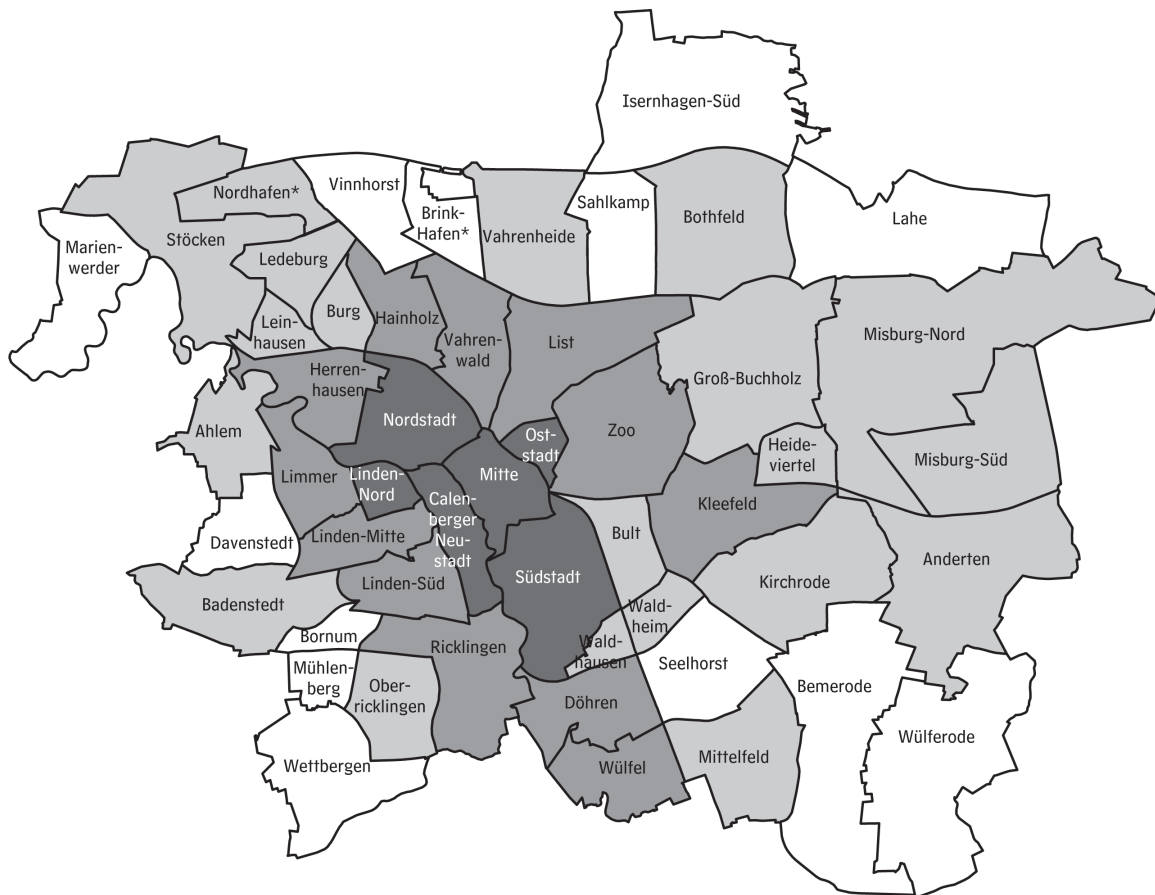 Isernhagen-Süd
Nordhafen*
Vinnhorst
Brink-
Hafen*
Sahlkamp
Bothfeld
Lahe
Marien-
werder
Stöcken
Ledeburg
Vahrenheide
Lein-
hausen
Burg
Hainholz
Vahren-
wald
List
Misburg-Nord
Herren-
hausen
Groß-Buchholz
Nordstadt
Ahlem
Ost-
stadt
Zoo
Heide-
viertel
Misburg-Süd
Limmer
Linden-
Nord
Mitte
Calen-
berger
Neu-
stadt
Kleefeld
Davenstedt
Linden-Mitte
Bult
Anderten
Südstadt
Kirchrode
Linden-Süd
Badenstedt
Wald-
heim
Bornum
Ricklingen
Wald-
hausen
Seelhorst
Mühlen-
berg
Ober-
ricklingen
Bemerode
Döhren
Wülferode
Wettbergen
Wülfel
Mittelfeld